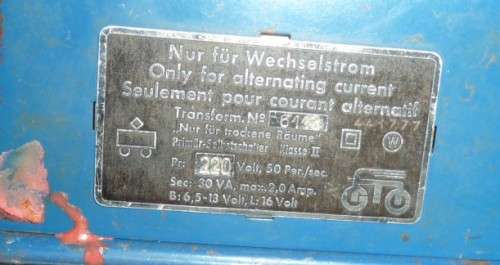 Nur für Wechselstrom
Only for alternating current
Seulement pour courant alternatif
Transform. No
Nur für trockene Räume
Primär-Selbstschalter Klasse II
Pr: 220 Volt, 50 Per./sec.
Sec: 30 VA, max: 2,0 Amp.
B: 6,5-13 Volt, L: 16 Volt